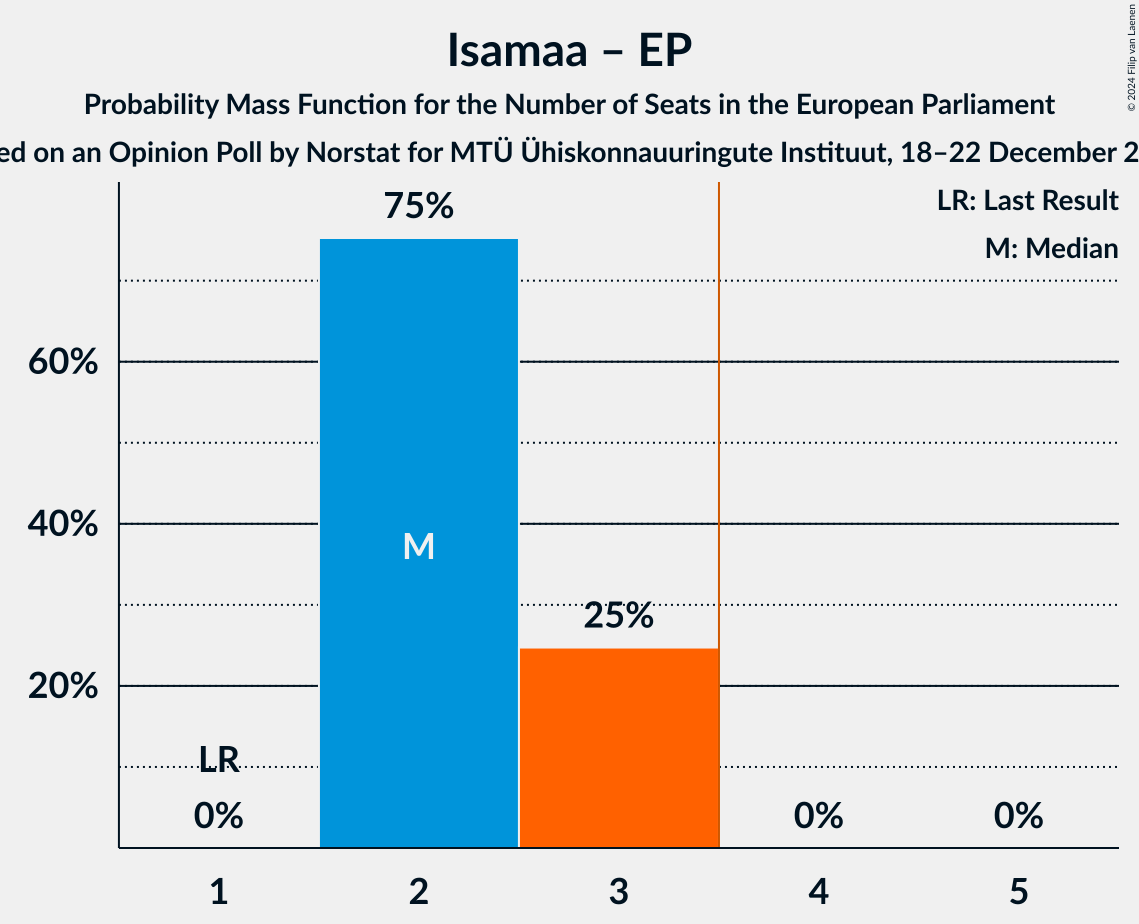 Isamaa – EP
Probability Mass Function for the Number of Seats in the European Parliament
ed on an Opinion Poll by Norstat for MTÜ Ühiskonnauuringute Instituut, 18–22 December 2
© 2024 Filip van Laenen
LR: Last Result
M: Median
75%
60%
40%
M
25%
20%
LR
0%
0%
0%
1
2
3
4
5